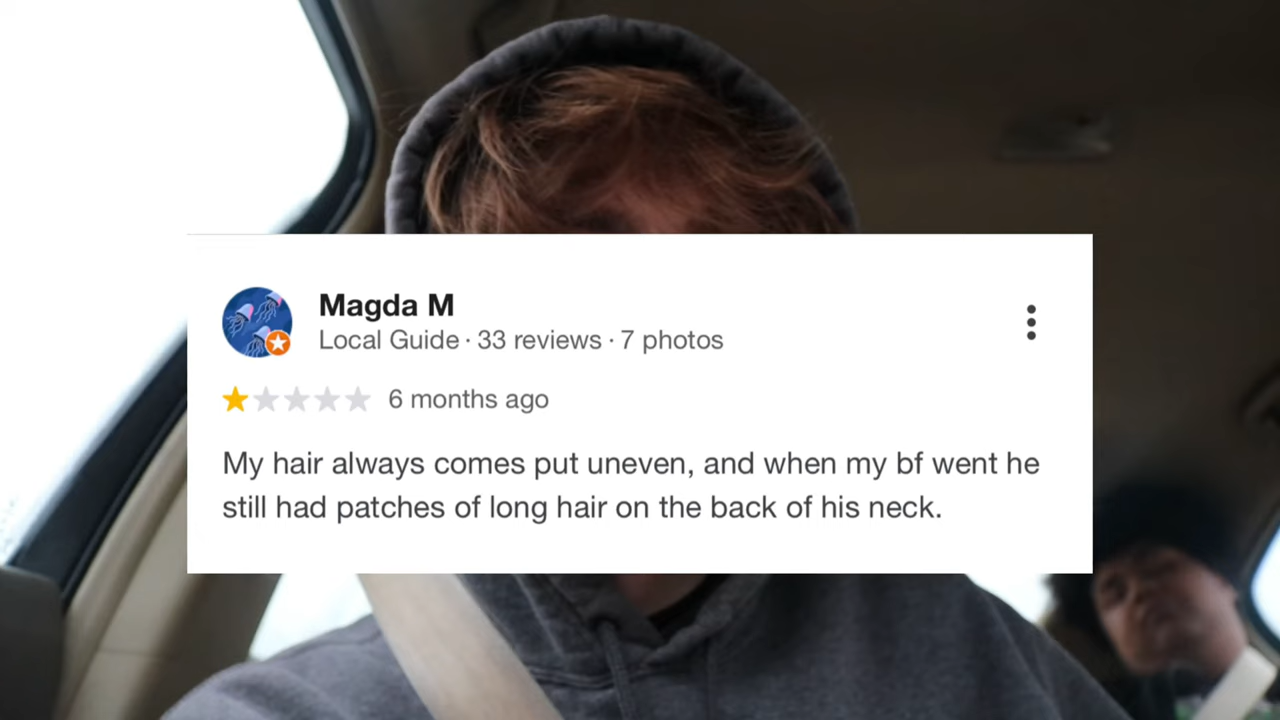 Magda M
Local Guide · 33 reviews · 7 photos
6 months ago
My hair always comes put uneven, and when my bf went he
still had patches of long hair on the back of his neck.